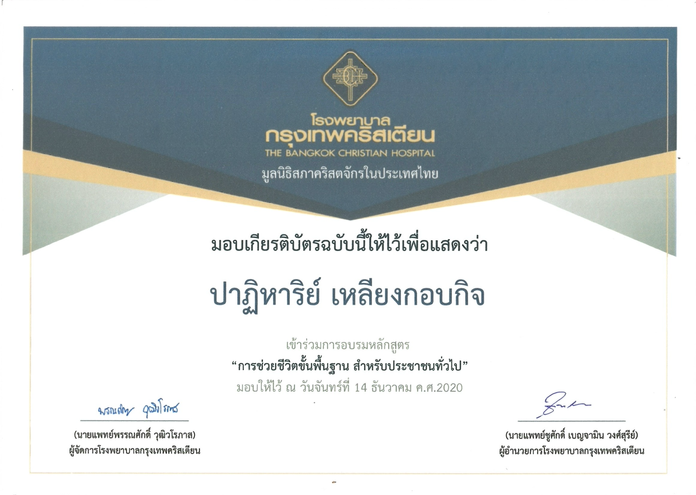 โรงพยาบาล
กรุงเทพคริสเตียน
THE BANGKOK CHRISTIAN HOSPITAL
มูลนิธิสภาคริสตจักรในประเทศไทย
มอบเกียรติบัตรฉบับนี้ให้ไว้เพื่อแสดงว่า
ปาฏิหาริย์ เหลียงกอบกิจ
เข้าร่วมการอบรมหลักสูตร
“การช่วยชีวิตขั้นพื้นฐาน สำหรับประชาชนทั่วไป”
มอบให้ไว้ ณ วันจันทร์ที่ 14 ธันวาคม ค.ศ.2020
(นายแพทย์พรรณศักดิ์ วุฒิวโรภาส)
ผู้จัดการโรงพยาบาลกรุงเทพคริสเตียน
(นายแพทย์ชูศักดิ์ เบญจามิน วงศ์สุรีย์)
ผู้อำนวยการโรงพยาบาลกรุงเทพคริสเตียน